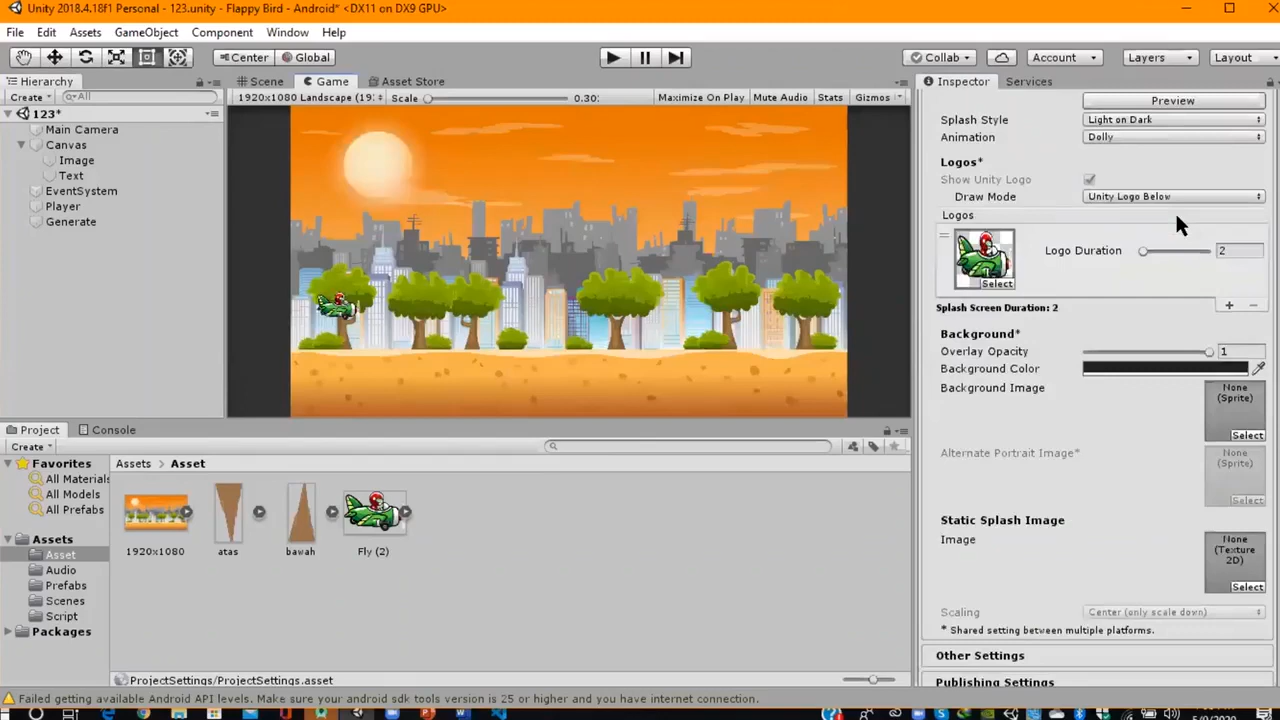 Unity 2018.4.18f1 Personal - 123.unity - Flappy Bird - Android* <DX11 on DX9 GPU>
File Edit Assets GameObject Component Window Help
Center Global Collab Account Layers Layout
Hierarchy Scene Game Asset Store Inspector Services
Create All 1920x1080 Landscape (19: Scale 0.30: Maximize On Play Mute Audio Stats Gizmos Preview
123*
Main Camera
Canvas
Image
Text
EventSystem
Player
Generate
Splash Style Light on Dark
Animation Dolly
Logos*
Show Unity Logo
Draw Mode Unity Logo Below
Logos
Logo Duration 2
Select
Splash Screen Duration: 2
Background*
Overlay Opacity 1
Background Color
Background Image None
(Sprite)
Select
Alternate Portrait Image* None
(Sprite)
Select
Static Splash Image
Image None
(Texture
2D)
Select
Scaling Center (only scale down)
* Shared setting between multiple platforms.
Other Settings
Publishing Settings
Project Console
Create
Favorites
All Materials
All Models
All Prefabs
Assets
Asset
Audio
Prefabs
Scenes
Script
Packages
Assets Asset
1920x1080 atas bawah Fly (2)
ProjectSettings/ProjectSettings.asset
Failed getting available Android API levels. Make sure your android sdk tools version is 25 or higher and you have internet connection.